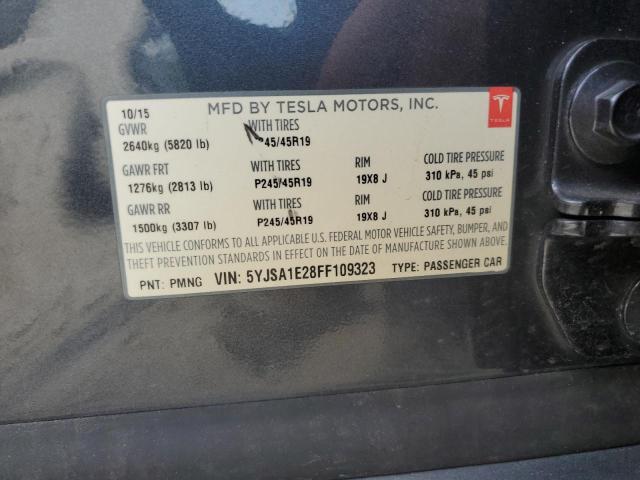 10/15 MFD BY TESLA MOTORS, INC.
GVWR WITH TIRES
2640kg (5820 lb) 45/45R19
GAWR FRT WITH TIRES RIM COLD TIRE PRESSURE
1276kg (2813 lb) P245/45R19 19X8 J 310 kPa, 45 psi
GAWR RR WITH TIRES RIM COLD TIRE PRESSURE
1500kg (3307 lb) P245/45R19 19X8 J 310 kPa, 45 psi
THIS VEHICLE CONFORMS TO ALL APPLICABLE U.S. FEDERAL MOTOR VEHICLE SAFETY, BUMPER, AND
THEFT PREVENTION STANDARDS IN EFFECT ON THE DATE OF MANUFACTURE SHOWN ABOVE.
PNT: PMNG VIN: 5YJSA1E28FF109323 TYPE: PASSENGER CAR
TESLA